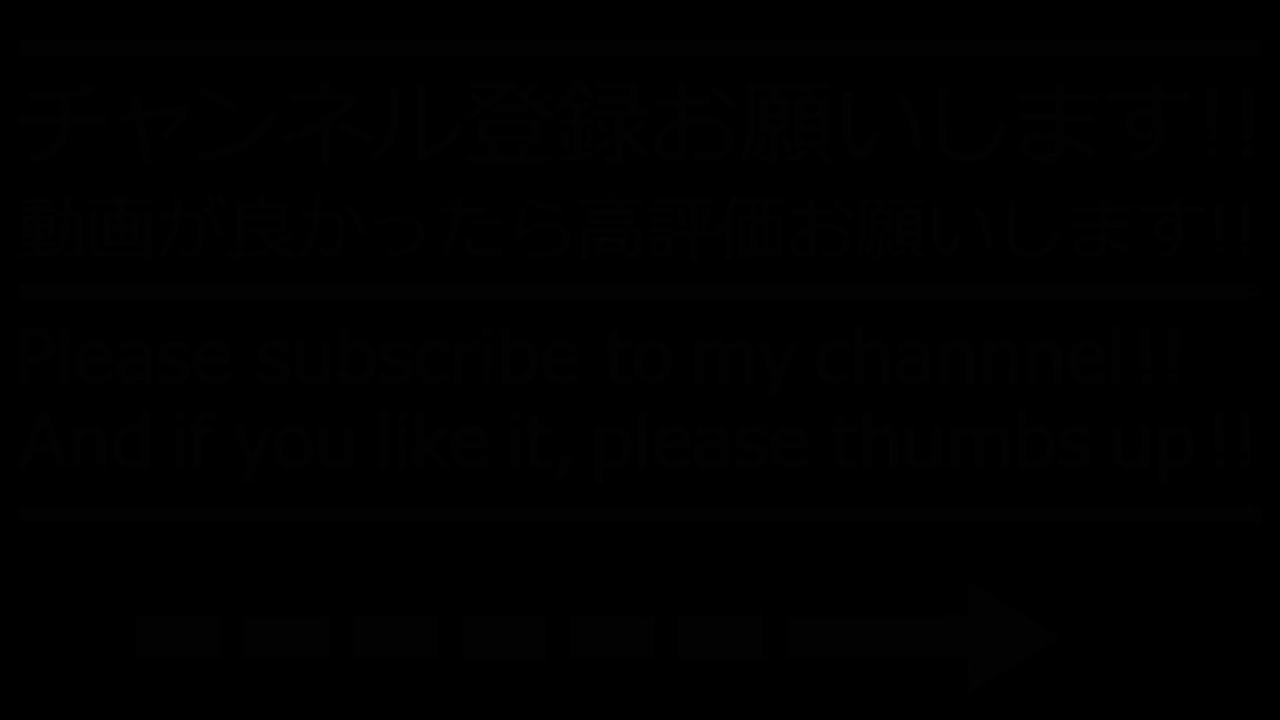 チャンネル登録お願いします!!
動画が良かったら高評価お願いします!!
Please subscribe to my channnel !!
And if you like it, please thumbs up !!